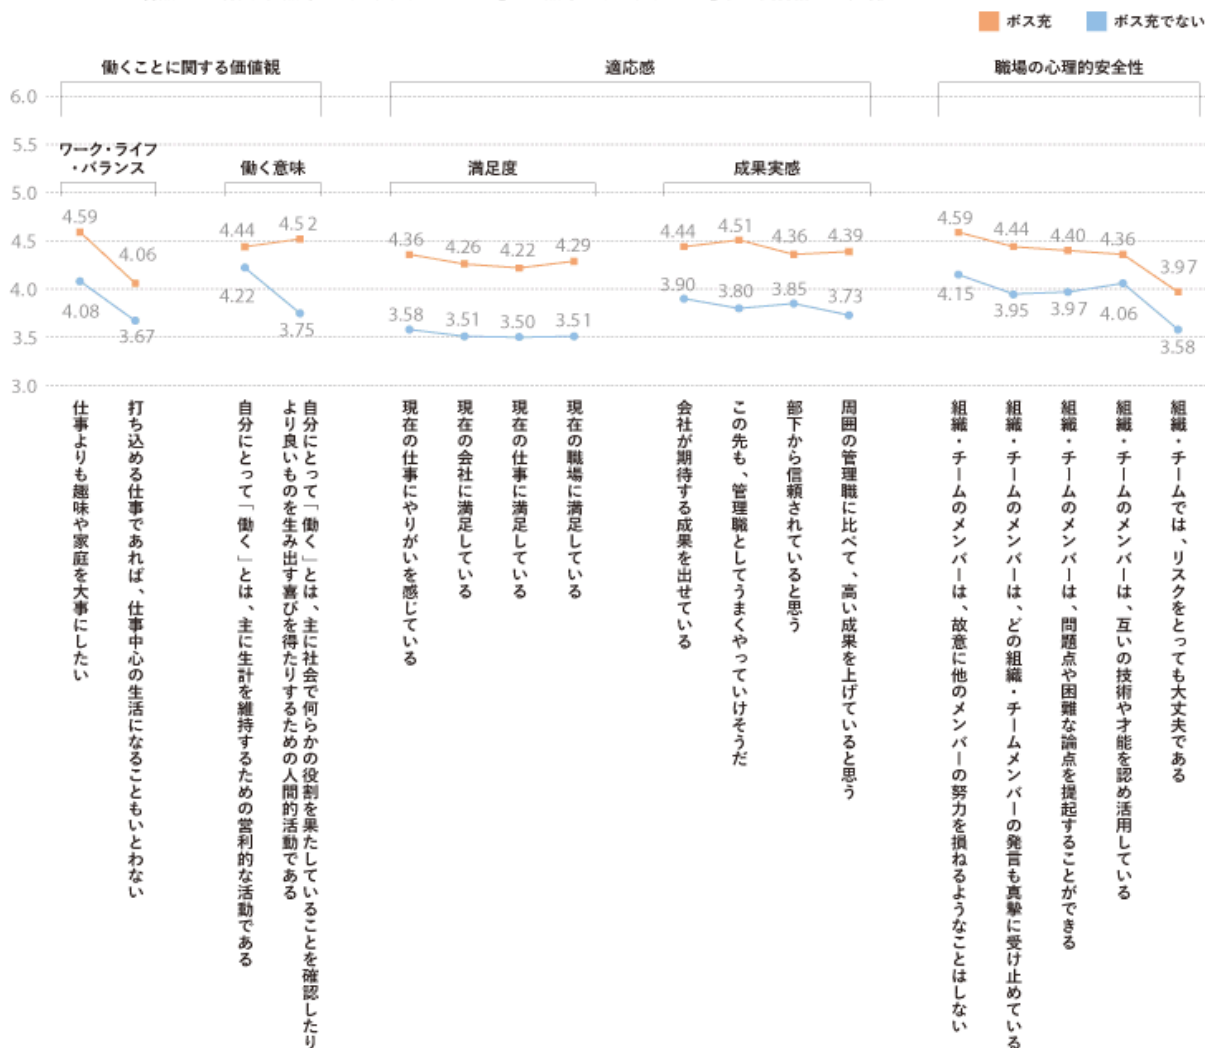 ボス充
ボス充でない
働くことに関する価値観
適応感
職場の心理的安全性
6.0
5.5
5.0
4.5
4.0
3.5
3.0
ワーク・ライフ
・バランス
働く意味
満足度
成果実感
4.59
4.06
4.08
3.67
4.44
4.52
4.22
3.75
4.36
4.26
4.22
4.29
3.58
3.51
3.50
3.51
4.44
4.51
4.36
4.39
3.90
3.80
3.85
3.73
4.59
4.44
4.40
4.36
3.97
4.15
3.95
3.97
4.06
3.58
仕事よりも趣味や家庭を大事にしたい
打ち込める仕事であれば、仕事中心の生活になることもいとわない
自分にとって「働く」とは、主に生計を維持するための営利的な活動である
自分にとって「働く」とは、主に社会で何らかの役割を果たしていることを確認したり
より良いものを生み出す喜びを得たりするための人間的活動である
現在の仕事にやりがいを感じている
現在の会社に満足している
現在の仕事に満足している
現在の職場に満足している
会社が期待する成果を出せている
この先も、管理職としてうまくやっていけそうだ
部下から信頼されていると思う
周囲の管理職に比べて、高い成果を上げていると思う
組織・チームのメンバーは、故意に他のメンバーの努力を損ねるようなことはしない
組織・チームのメンバーは、どの組織・チームメンバーの発言も真摯に受け止めている
組織・チームのメンバーは、問題点や困難な論点を提起することができる
組織・チームのメンバーは、互いの技術や才能を認め活用している
組織・チームでは、リスクをとっても大丈夫である